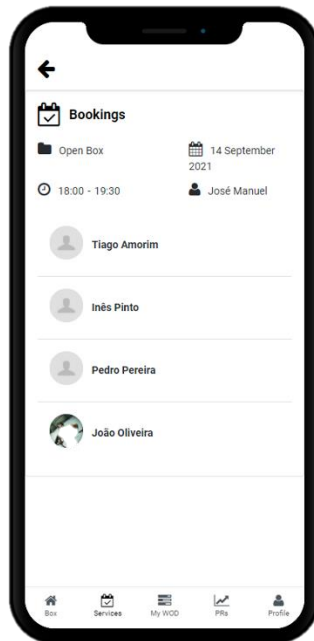 Bookings
Open Box
14 September
2021
18:00 - 19:30
José Manuel
Tiago Amorim
Inês Pinto
Pedro Pereira
João Oliveira
Box
Services
My WOD
PRs
Profile